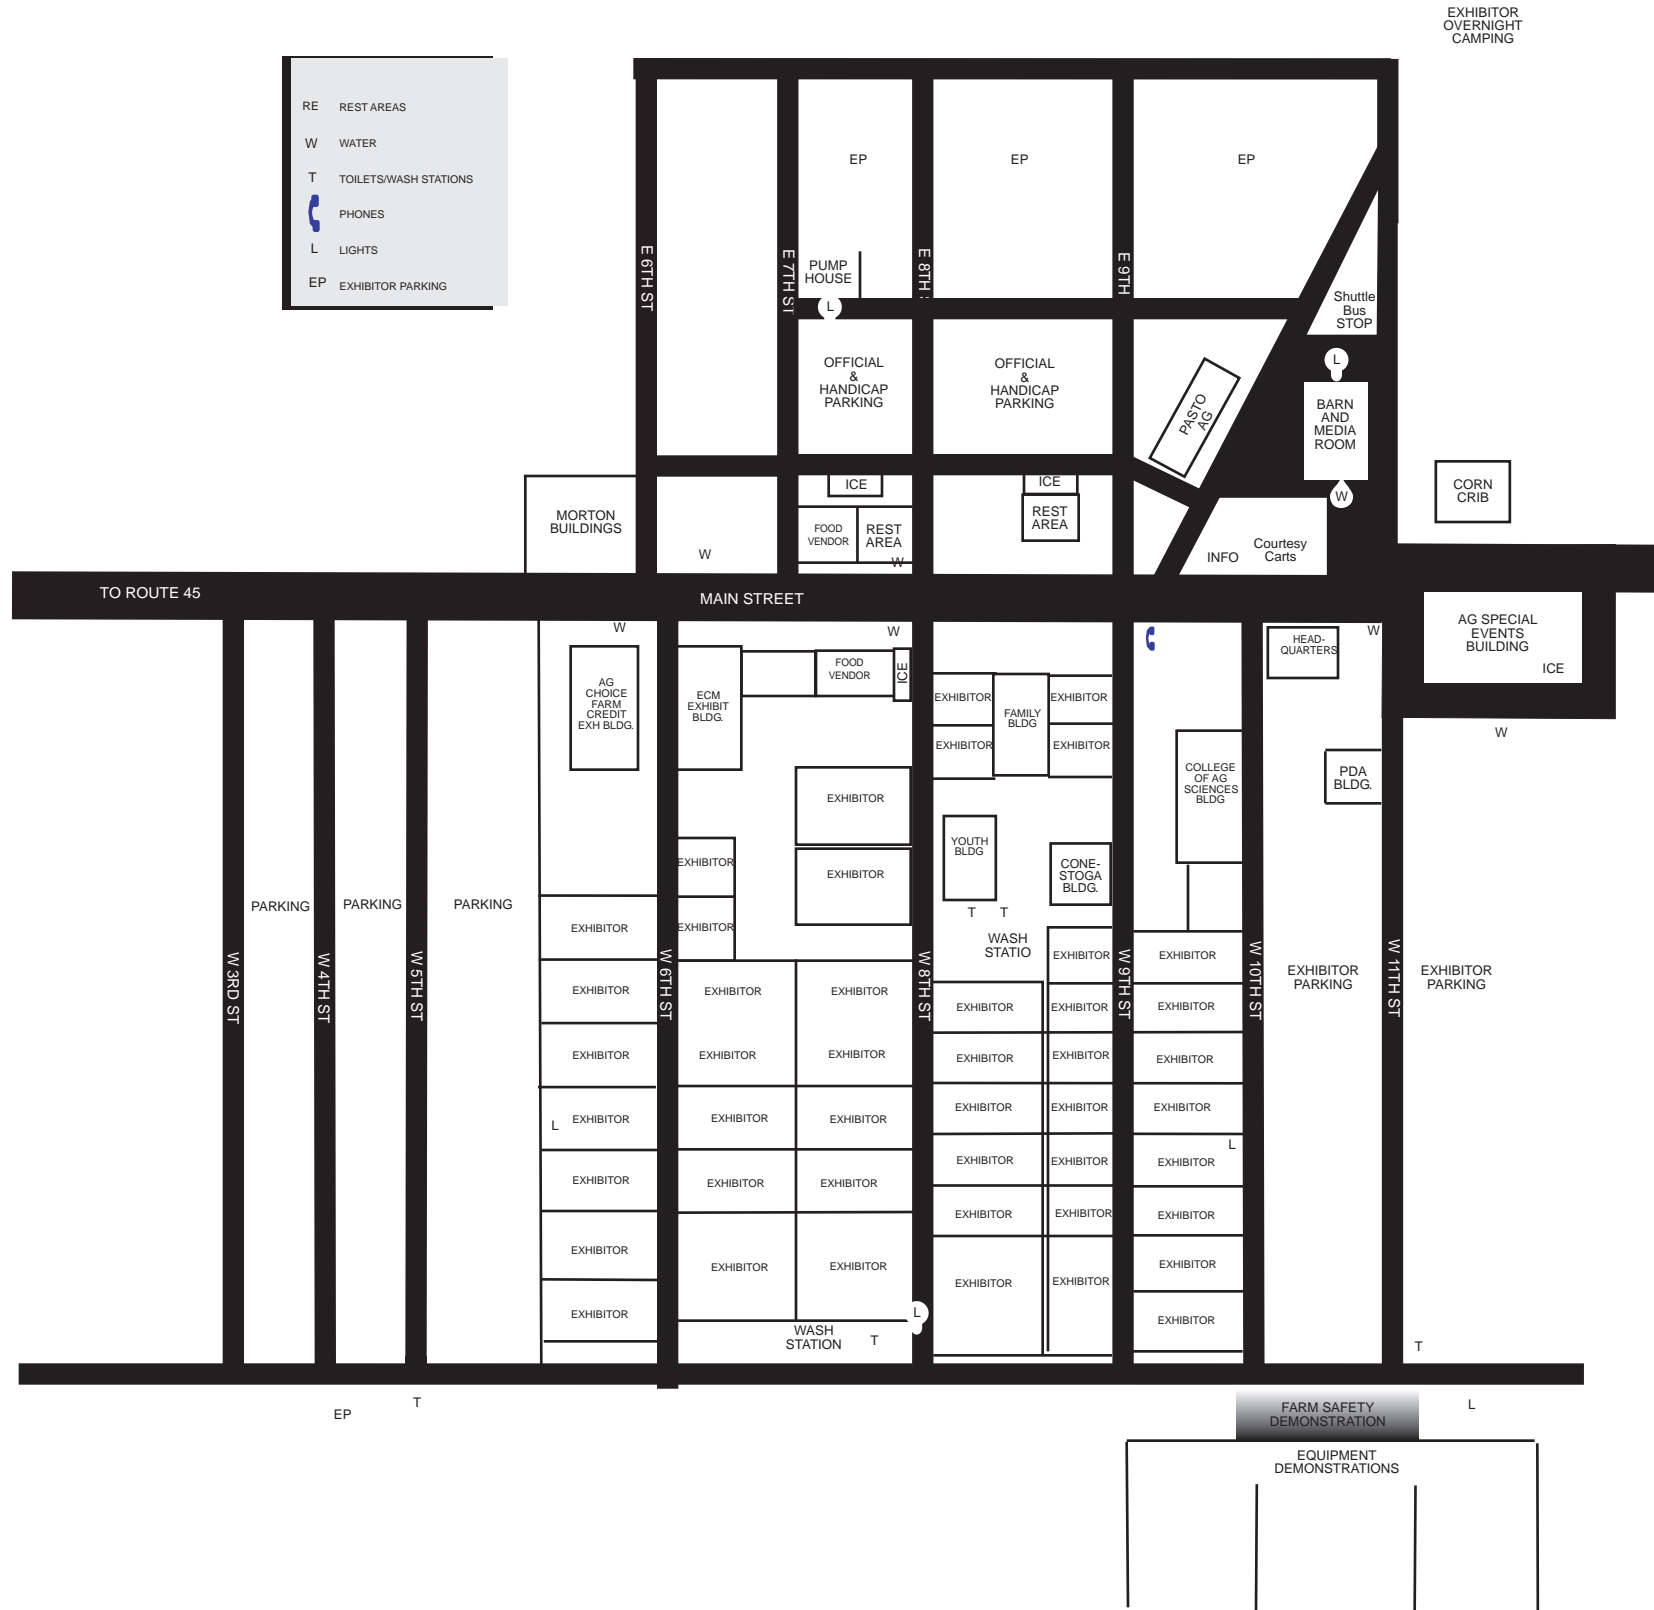 EXHIBITOR
OVERNIGHT
CAMPING
RE REST AREAS
W WATER
T TOILETS/WASH STATIONS
PHONES
L LIGHTS
EP EXHIBITOR PARKING
EP
EP
EP
E 6TH ST
E 7TH ST
E 8TH S
E 9TH
PUMP
HOUSE
L
Shuttle
Bus
STOP
OFFICIAL
&
HANDICAP
PARKING
OFFICIAL
&
HANDICAP
PARKING
PASTO
AG
L
BARN
AND
MEDIA
ROOM
W
CORN
CRIB
MORTON
BUILDINGS
W
ICE
FOOD
VENDOR
REST
AREA
W
ICE
REST
AREA
INFO
Courtesy
Carts
TO ROUTE 45
MAIN STREET
W
W
W
AG SPECIAL
EVENTS
BUILDING
ICE
W
HEAD-
QUARTERS
AG
CHOICE
FARM
CREDIT
EXH BLDG.
ECM
EXHIBIT
BLDG.
FOOD
VENDOR
ICE
EXHIBITOR
EXHIBITOR
FAMILY
BLDG
EXHIBITOR
EXHIBITOR
COLLEGE
OF AG
SCIENCES
BLDG
PDA
BLDG.
EXHIBITOR
EXHIBITOR
EXHIBITOR
EXHIBITOR
YOUTH
BLDG
CONE-
STOGA
BLDG.
T T
WASH
STATIO
PARKING
PARKING
PARKING
W 3RD ST
W 4TH ST
W 5TH ST
W 6TH ST
W 8TH ST
W 9TH ST
W 10TH ST
W 11TH ST
EXHIBITOR
PARKING
EXHIBITOR
PARKING
EXHIBITOR
EXHIBITOR
EXHIBITOR
L EXHIBITOR
EXHIBITOR
EXHIBITOR
EXHIBITOR
EXHIBITOR EXHIBITOR
EXHIBITOR EXHIBITOR
EXHIBITOR EXHIBITOR
EXHIBITOR EXHIBITOR
EXHIBITOR EXHIBITOR
WASH
STATION
T
L
EXHIBITOR
EXHIBITOR EXHIBITOR
EXHIBITOR EXHIBITOR
EXHIBITOR EXHIBITOR
EXHIBITOR EXHIBITOR
EXHIBITOR EXHIBITOR
EXHIBITOR EXHIBITOR
EXHIBITOR
EXHIBITOR
EXHIBITOR
EXHIBITOR
L
EXHIBITOR
EXHIBITOR
EXHIBITOR
EXHIBITOR
T
EP
T
L
FARM SAFETY
DEMONSTRATION
EQUIPMENT
DEMONSTRATIONS